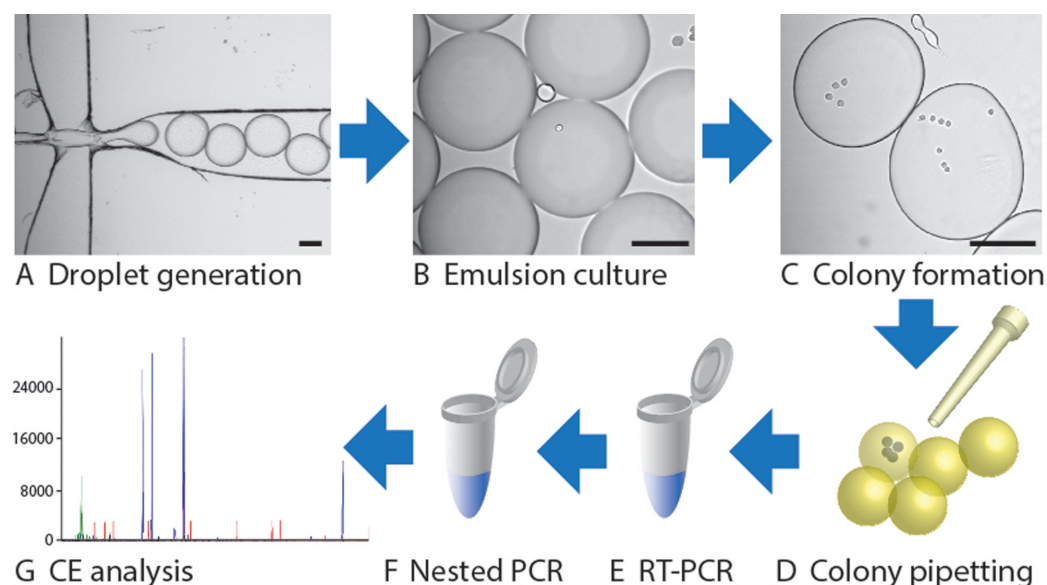 A Droplet generation
B Emulsion culture
C Colony formation
24000
16000
8000
0
G CE analysis
F Nested PCR
E RT-PCR
D Colony pipetting